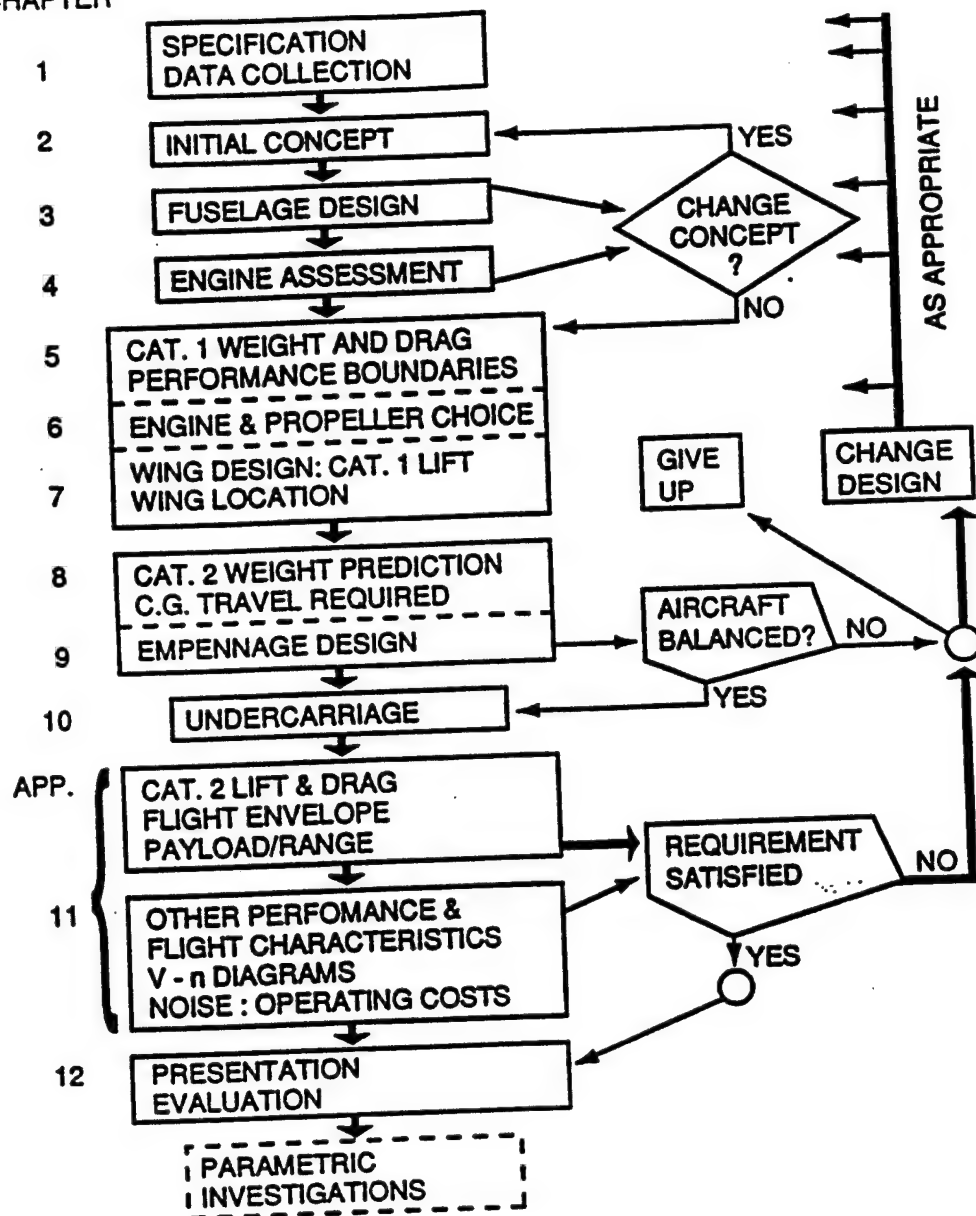 CHAPTER
1
SPECIFICATION
DATA COLLECTION
2
INITIAL CONCEPT
YES
3
FUSELAGE DESIGN
CHANGE
CONCEPT
?
AS APPROPRIATE
4
ENGINE ASSESSMENT
NO
5
CAT. 1 WEIGHT AND DRAG
PERFORMANCE BOUNDARIES
6
ENGINE & PROPELLER CHOICE
7
WING DESIGN: CAT. 1 LIFT
WING LOCATION
GIVE
UP
CHANGE
DESIGN
8
CAT. 2 WEIGHT PREDICTION
C.G. TRAVEL REQUIRED
9
EMPENNAGE DESIGN
AIRCRAFT
BALANCED?
NO
YES
10
UNDERCARRIAGE
APP.
CAT. 2 LIFT & DRAG
FLIGHT ENVELOPE
PAYLOAD/RANGE
REQUIREMENT
SATISFIED
NO
11
OTHER PERFOMANCE &
FLIGHT CHARACTERISTICS
V - n DIAGRAMS
NOISE : OPERATING COSTS
YES
12
PRESENTATION
EVALUATION
PARAMETRIC
INVESTIGATIONS